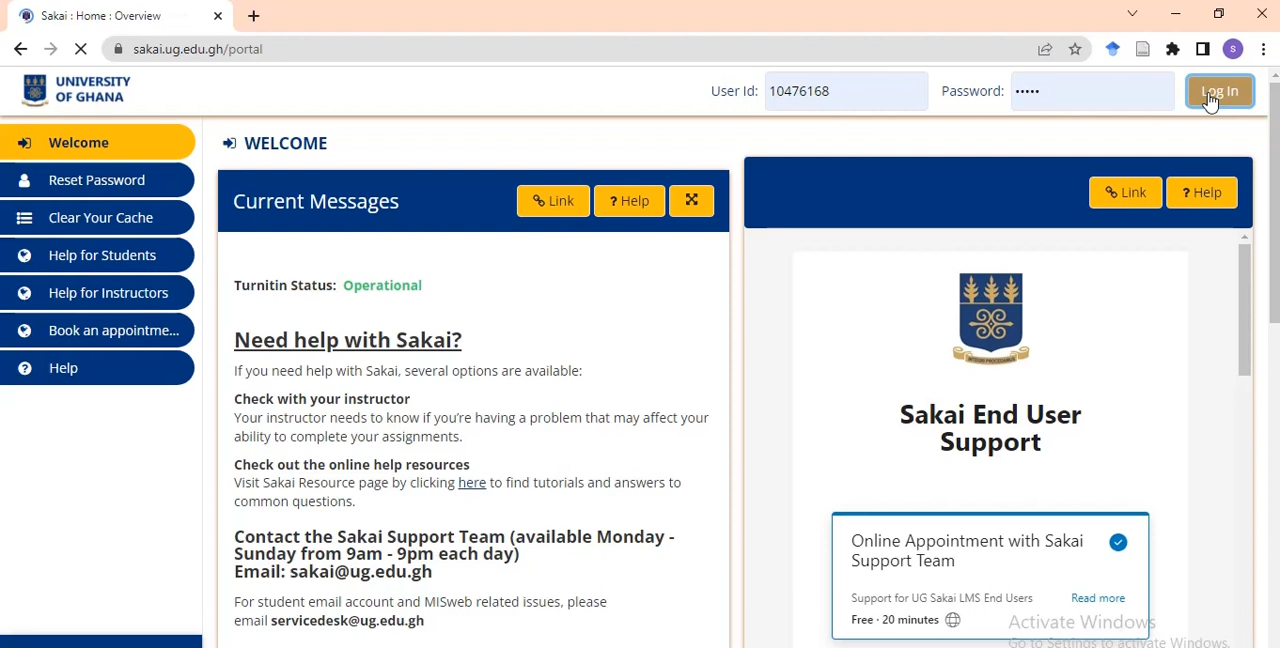 Sakai : Home : Overview
sakai.ug.edu.gh/portal
S
UNIVERSITY
OF GHANA
User Id: 10476168 Password: ••••• Log In
Welcome
Reset Password
Clear Your Cache
Help for Students
Help for Instructors
Book an appointme...
Help
WELCOME
Current Messages
Link ? Help
Turnitin Status: Operational
Need help with Sakai?
If you need help with Sakai, several options are available:
Check with your instructor
Your instructor needs to know if you’re having a problem that may affect your
ability to complete your assignments.
Check out the online help resources
Visit Sakai Resource page by clicking here to find tutorials and answers to
common questions.
Contact the Sakai Support Team (available Monday -
Sunday from 9am - 9pm each day)
Email: sakai@ug.edu.gh
For student email account and MISweb related issues, please
email servicedesk@ug.edu.gh
Link ? Help
Sakai End User
Support
Online Appointment with Sakai
Support Team
Support for UG Sakai LMS End Users Read more
Free · 20 minutes
Activate Windows
Go to Settings to activate Windows.